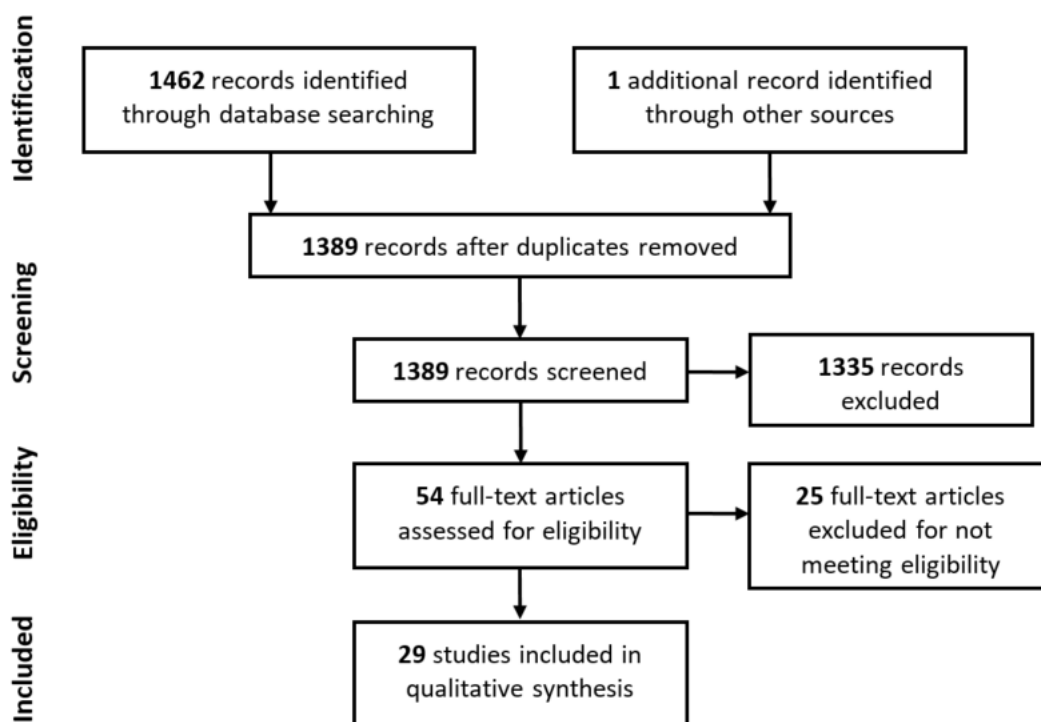 Identification
1462 records identified
through database searching
1 additional record identified
through other sources
1389 records after duplicates removed
Screening
1389 records screened
1335 records
excluded
Eligibility
54 full-text articles
assessed for eligibility
25 full-text articles
excluded for not
meeting eligibility
Included
29 studies included in
qualitative synthesis